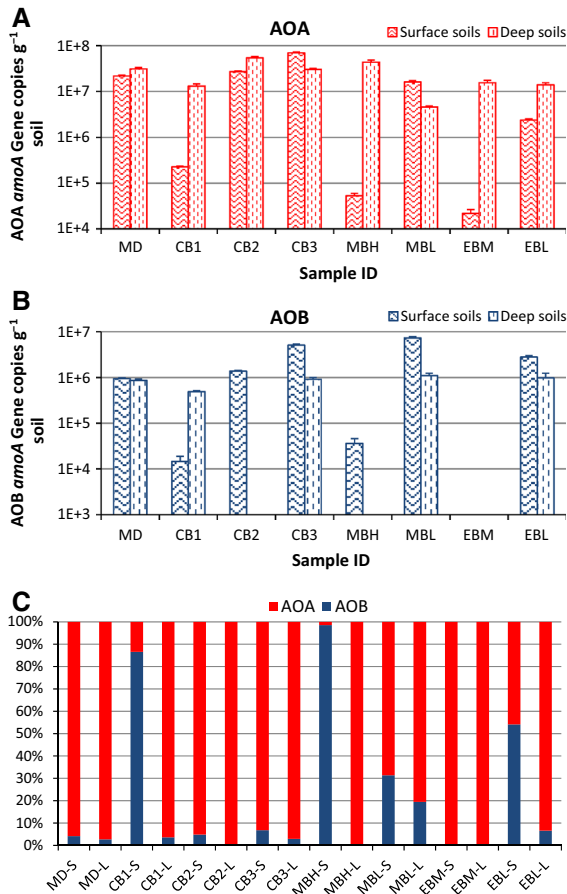 A
AOA
Surface soils Deep soils
AOA amoA Gene copies g⁻¹ soil
1E+8
1E+7
1E+6
1E+5
1E+4
MD CB1 CB2 CB3 MBH MBL EBM EBL
Sample ID
B
AOB
Surface soils Deep soils
AOB amoA Gene copies g⁻¹ soil
1E+7
1E+6
1E+5
1E+4
1E+3
MD CB1 CB2 CB3 MBH MBL EBM EBL
Sample ID
C
AOA AOB
100%
90%
80%
70%
60%
50%
40%
30%
20%
10%
0%
MD-S MD-L CB1-S CB1-L CB2-S CB2-L CB3-S CB3-L MBH-S MBH-L MBL-S MBL-L EBM-S EBM-L EBL-S EBL-L